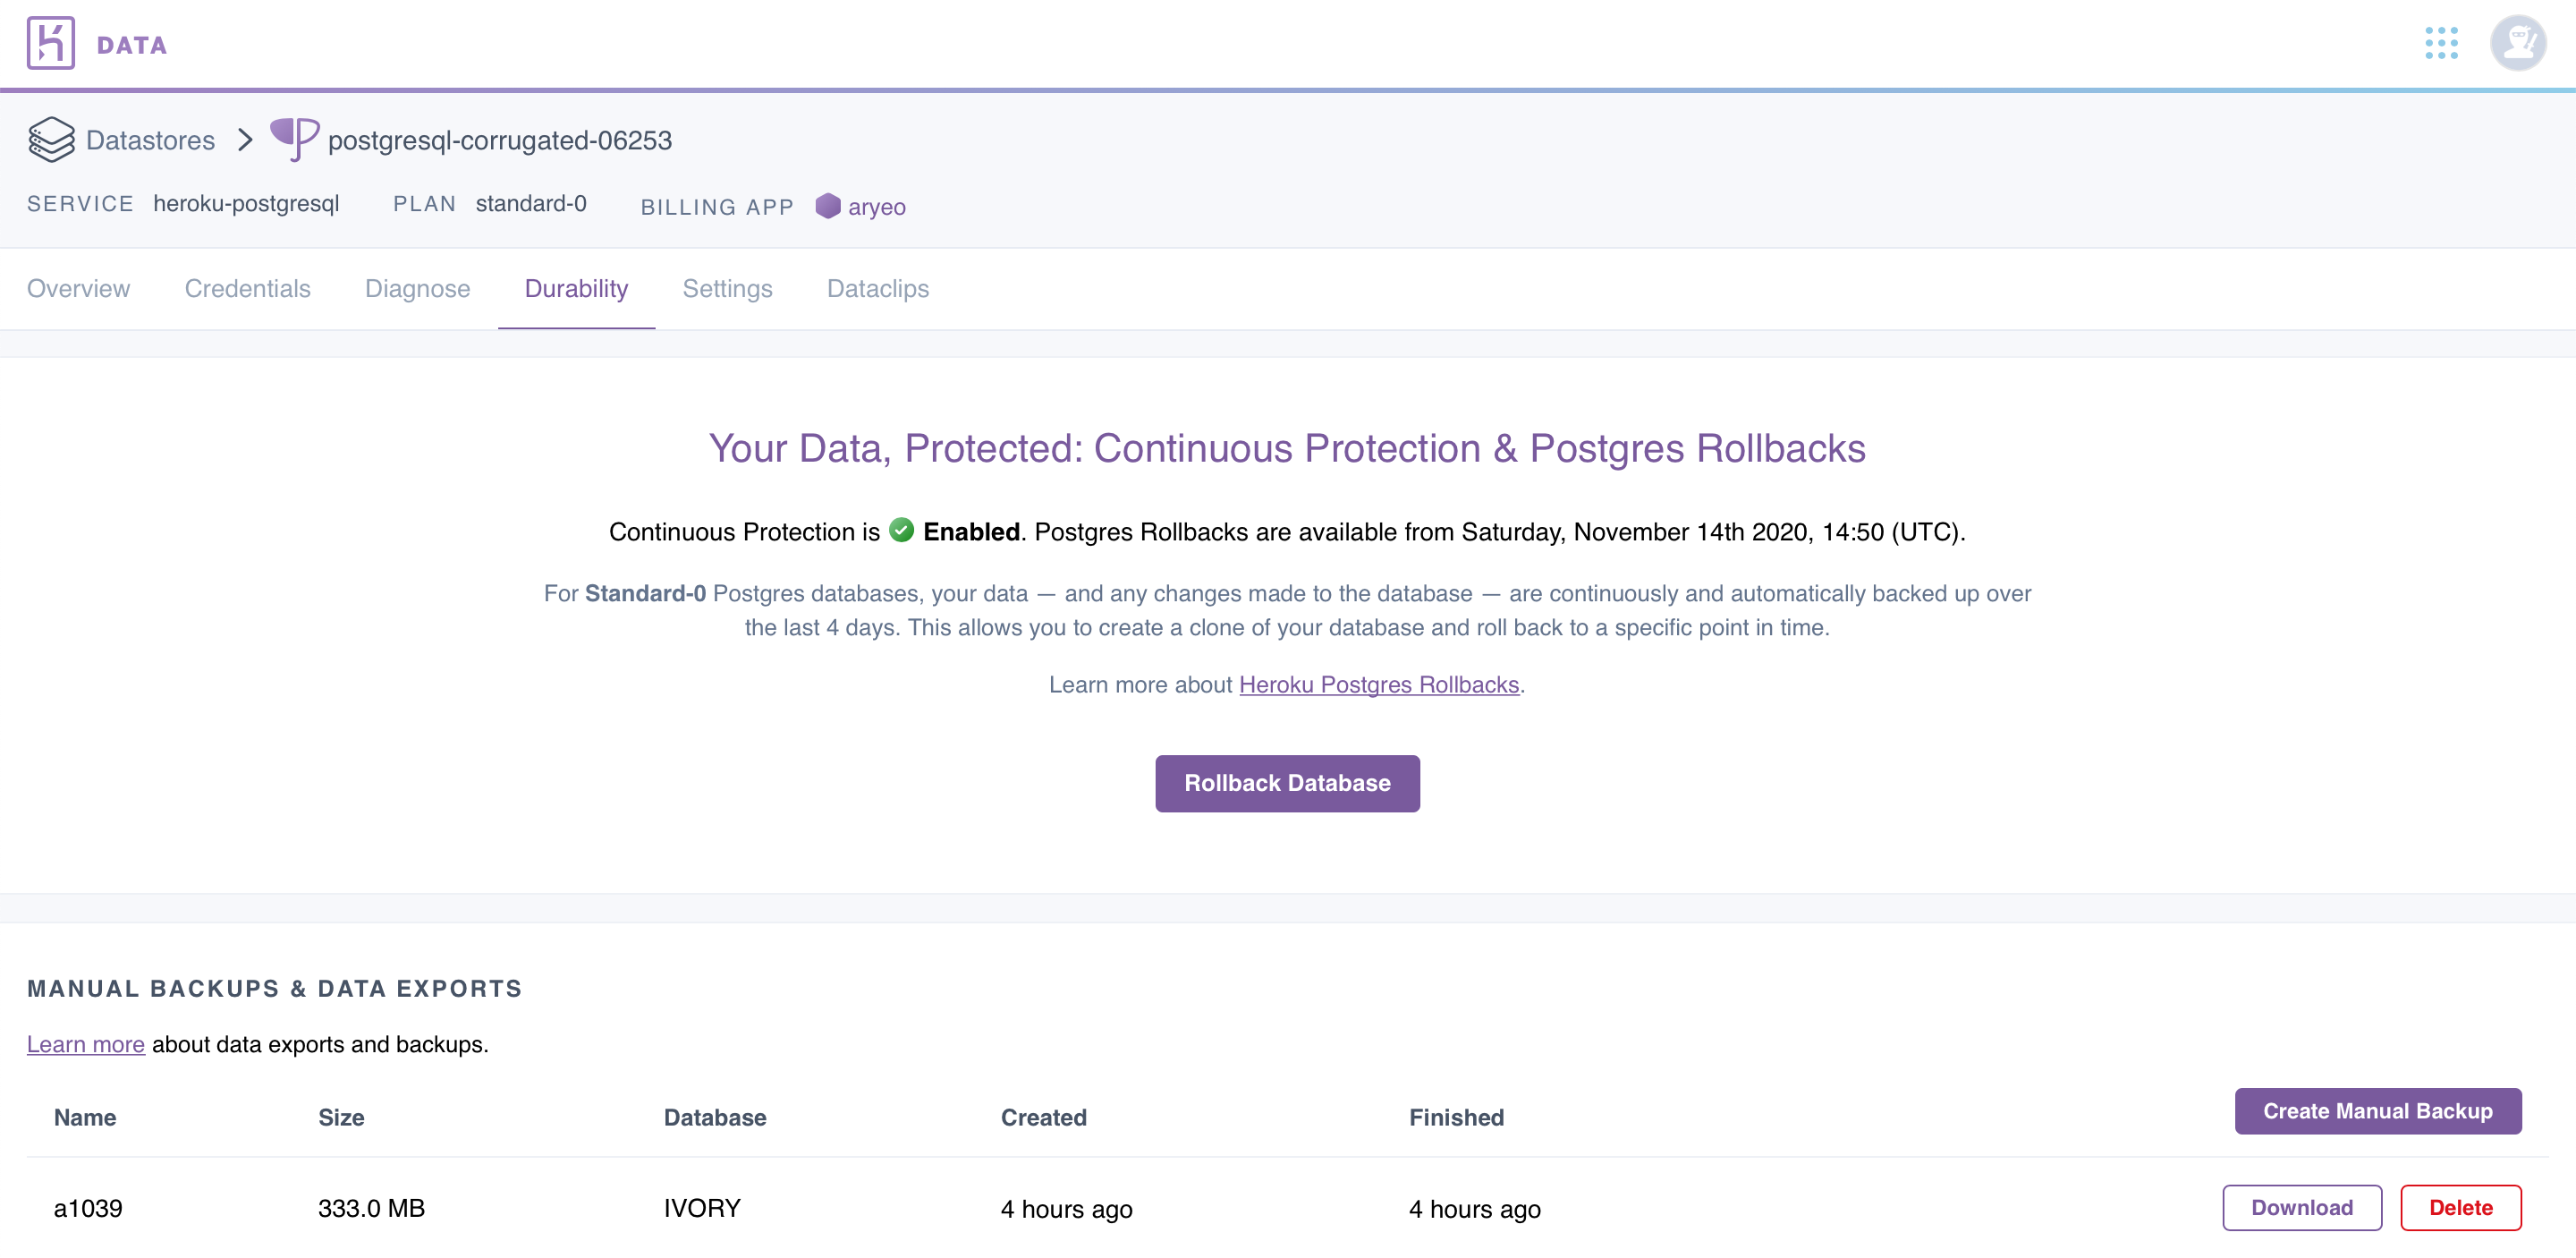 DATA
Datastores > postgresql-corrugated-06253
SERVICE heroku-postgresql PLAN standard-0 BILLING APP aryeo
Overview Credentials Diagnose Durability Settings Dataclips
Your Data, Protected: Continuous Protection & Postgres Rollbacks
Continuous Protection is Enabled. Postgres Rollbacks are available from Saturday, November 14th 2020, 14:50 (UTC).
For Standard-0 Postgres databases, your data — and any changes made to the database — are continuously and automatically backed up over
the last 4 days. This allows you to create a clone of your database and roll back to a specific point in time.
Learn more about Heroku Postgres Rollbacks.
Rollback Database
MANUAL BACKUPS & DATA EXPORTS
Learn more about data exports and backups.
Name Size Database Created Finished Create Manual Backup
a1039 333.0 MB IVORY 4 hours ago 4 hours ago Download Delete